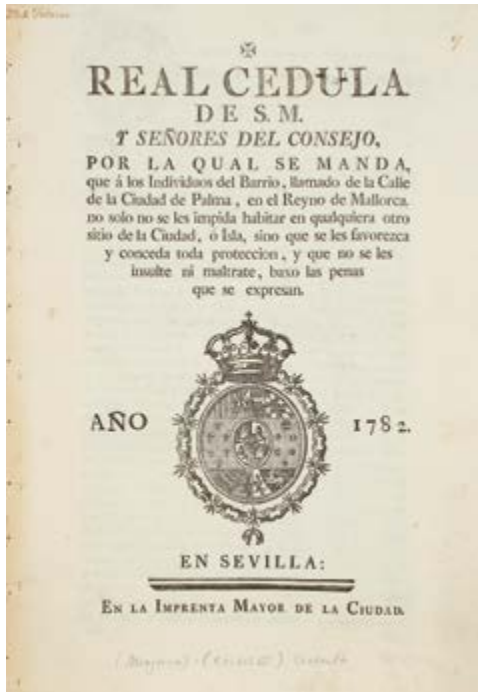 REAL CEDULA
DE S. M.
Y SEÑORES DEL CONSEJO,
POR LA QUAL SE MANDA,
que á los Individuos del Barrio, llamado de la Calle
de la Ciudad de Palma, en el Reyno de Mallorca,
no solo no se les impida habitar en qualquiera otro
sitio de la Ciudad, ó Isla, sino que se les favorezca
y conceda toda proteccion, y que no se les
insulte ni maltrate, baxo las penas
que se expresan.
AÑO 1782.
EN SEVILLA:
EN LA IMPRENTA MAYOR DE LA CIUDAD.